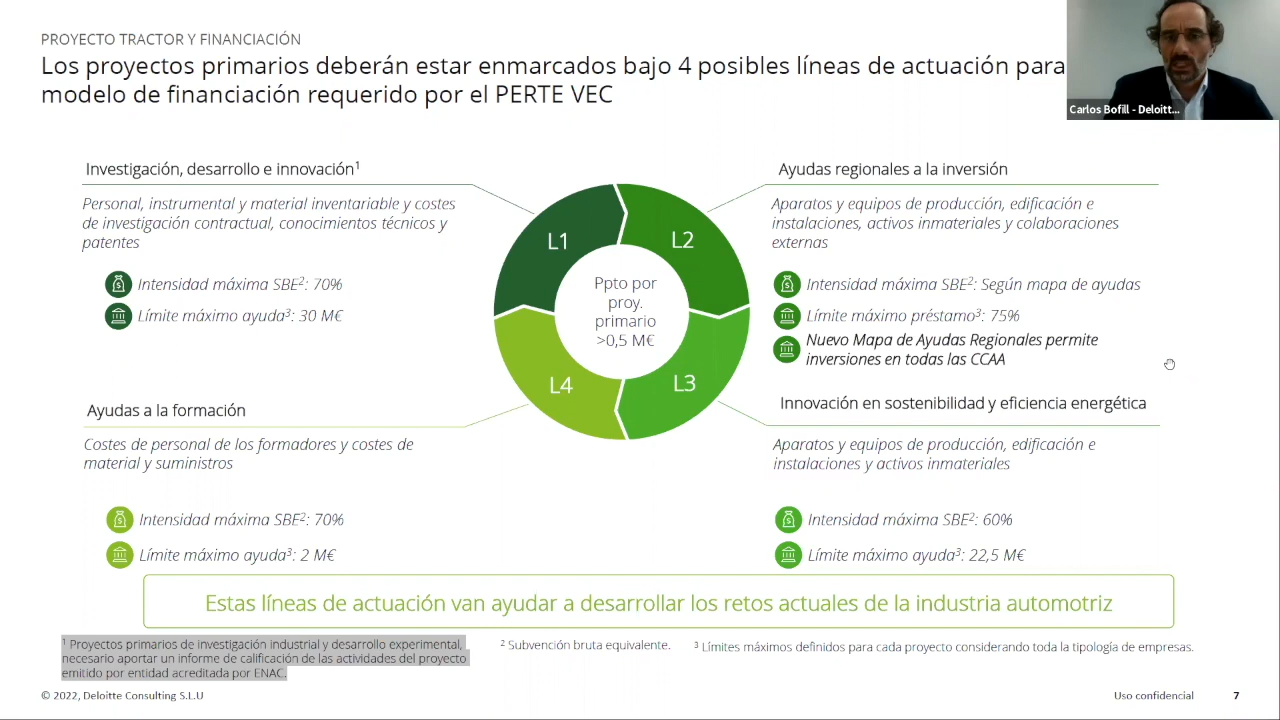 PROYECTO TRACTOR Y FINANCIACIÓN
Los proyectos primarios deberán estar enmarcados bajo 4 posibles líneas de actuación para
modelo de financiación requerido por el PERTE VEC
Carlos Bofill - Deloitt...
Investigación, desarrollo e innovación¹
Personal, instrumental y material inventariable y costes
de investigación contractual, conocimientos técnicos y
patentes
Intensidad máxima SBE²: 70%
Límite máximo ayuda³: 30 M€
Ayudas regionales a la inversión
Aparatos y equipos de producción, edificación e
instalaciones, activos inmateriales y colaboraciones
externas
Intensidad máxima SBE²: Según mapa de ayudas
Límite máximo préstamo³: 75%
Nuevo Mapa de Ayudas Regionales permite
inversiones en todas las CCAA
L1
L2
Ppto por
proy.
primario
>0,5 M€
L4
L3
Ayudas a la formación
Costes de personal de los formadores y costes de
material y suministros
Intensidad máxima SBE²: 70%
Límite máximo ayuda³: 2 M€
Innovación en sostenibilidad y eficiencia energética
Aparatos y equipos de producción, edificación e
instalaciones y activos inmateriales
Intensidad máxima SBE²: 60%
Límite máximo ayuda³: 22,5 M€
Estas líneas de actuación van ayudar a desarrollar los retos actuales de la industria automotriz
¹ Proyectos primarios de investigación industrial y desarrollo experimental,
necesario aportar un informe de calificación de las actividades del proyecto
emitido por entidad acreditada por ENAC.
² Subvención bruta equivalente.
³ Límites máximos definidos para cada proyecto considerando toda la tipología de empresas.
© 2022, Deloitte Consulting S.L.U
Uso confidencial
7